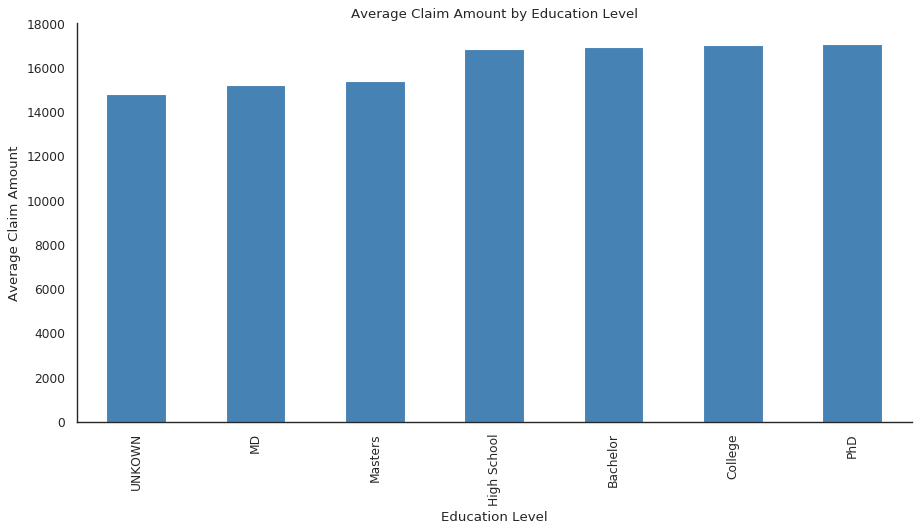 Average Claim Amount by Education Level
18000
16000
14000
12000
10000
8000
6000
4000
2000
0
Average Claim Amount
UNKOWN
MD
Masters
High School
Bachelor
College
PhD
Education Level